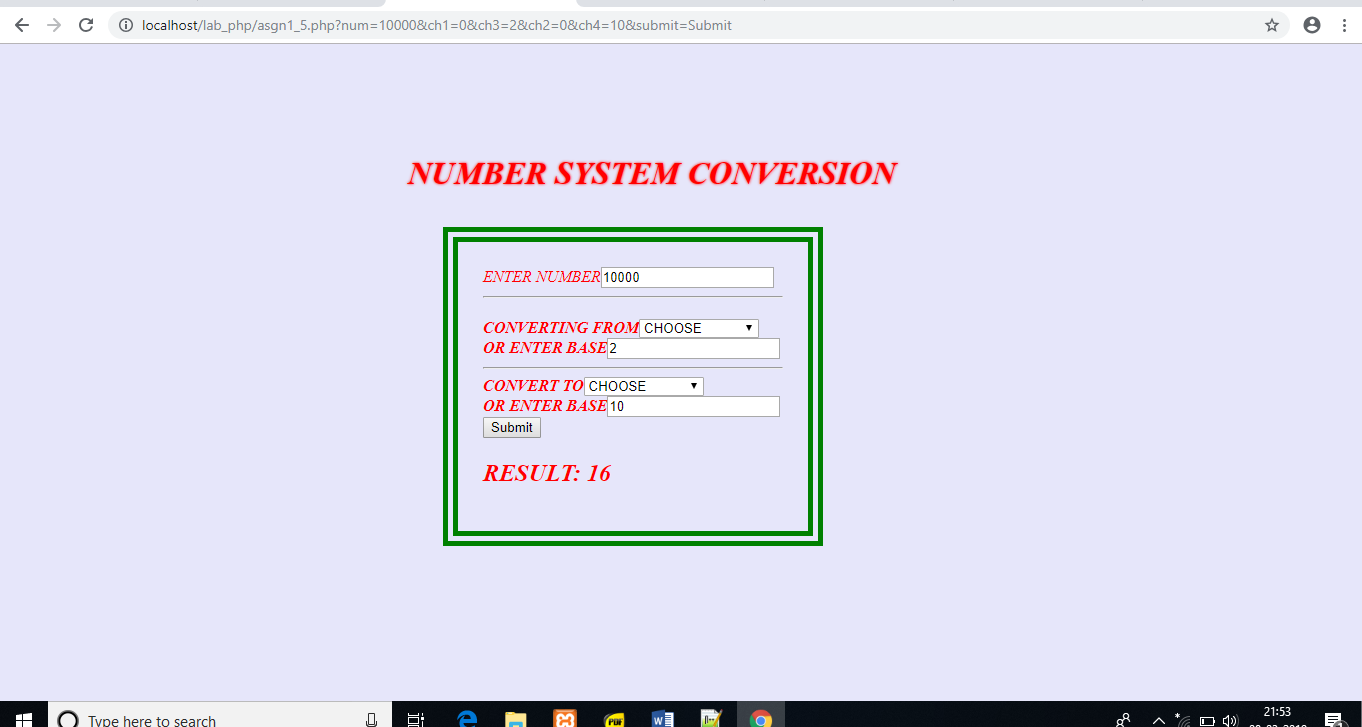 localhost/lab_php/asgn1_5.php?num=10000&ch1=0&ch3=2&ch2=0&ch4=10&submit=Submit
NUMBER SYSTEM CONVERSION
ENTER NUMBER 10000
CONVERTING FROM CHOOSE
OR ENTER BASE 2
CONVERT TO CHOOSE
OR ENTER BASE 10
Submit
RESULT: 16
Type here to search
21:53